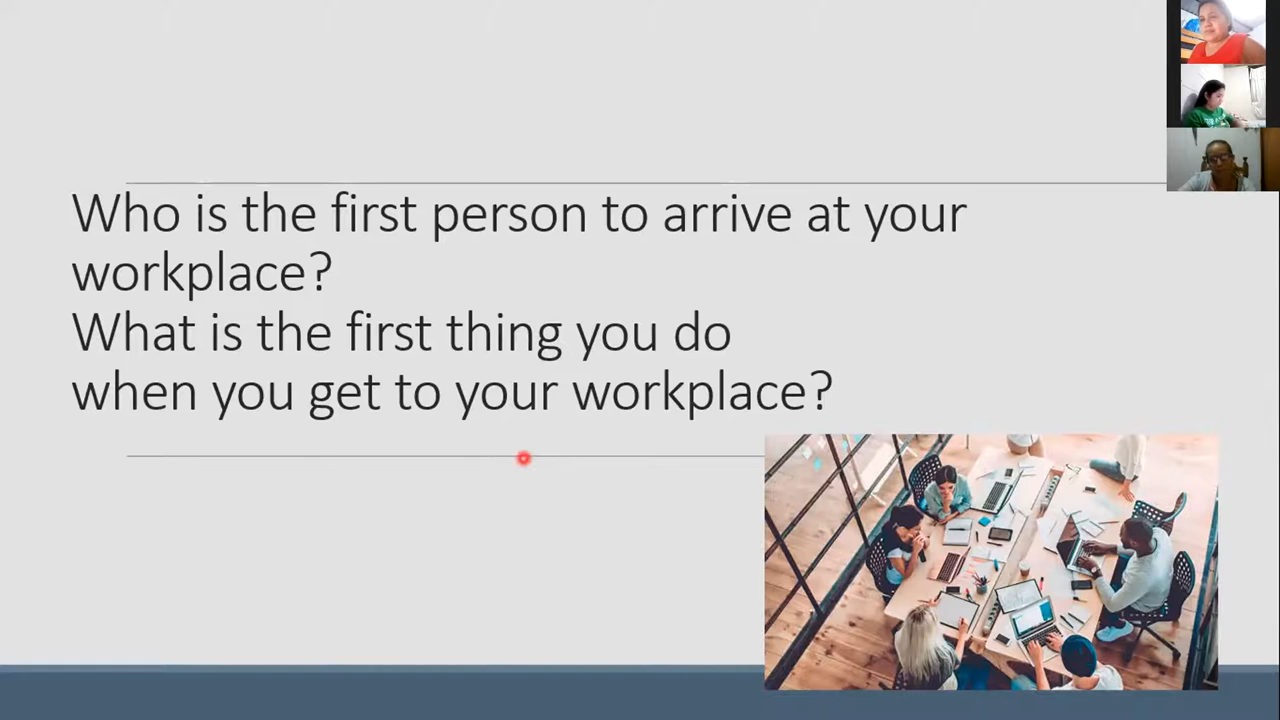 Who is the first person to arrive at your
workplace?
What is the first thing you do
when you get to your workplace?